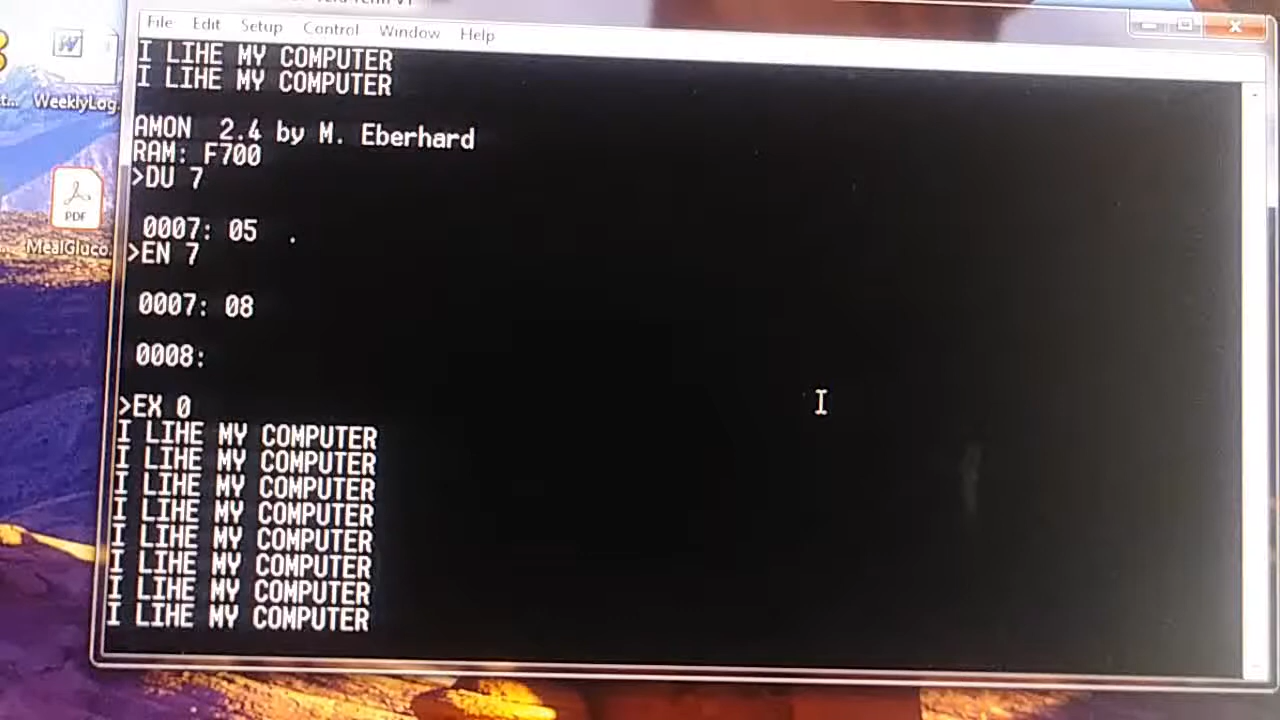 File Edit Setup Control Window Help
I LIHE MY COMPUTER
I LIHE MY COMPUTER
AMON 2.4 by M. Eberhard
RAM: F700
>DU 7
0007: 05 .
>EN 7
0007: 08
0008:
>EX 0
I LIHE MY COMPUTER
I LIHE MY COMPUTER
I LIHE MY COMPUTER
I LIHE MY COMPUTER
I LIHE MY COMPUTER
I LIHE MY COMPUTER
I LIHE MY COMPUTER
I LIHE MY COMPUTER
t...
WeeklyLog
PDF
MealGluco...